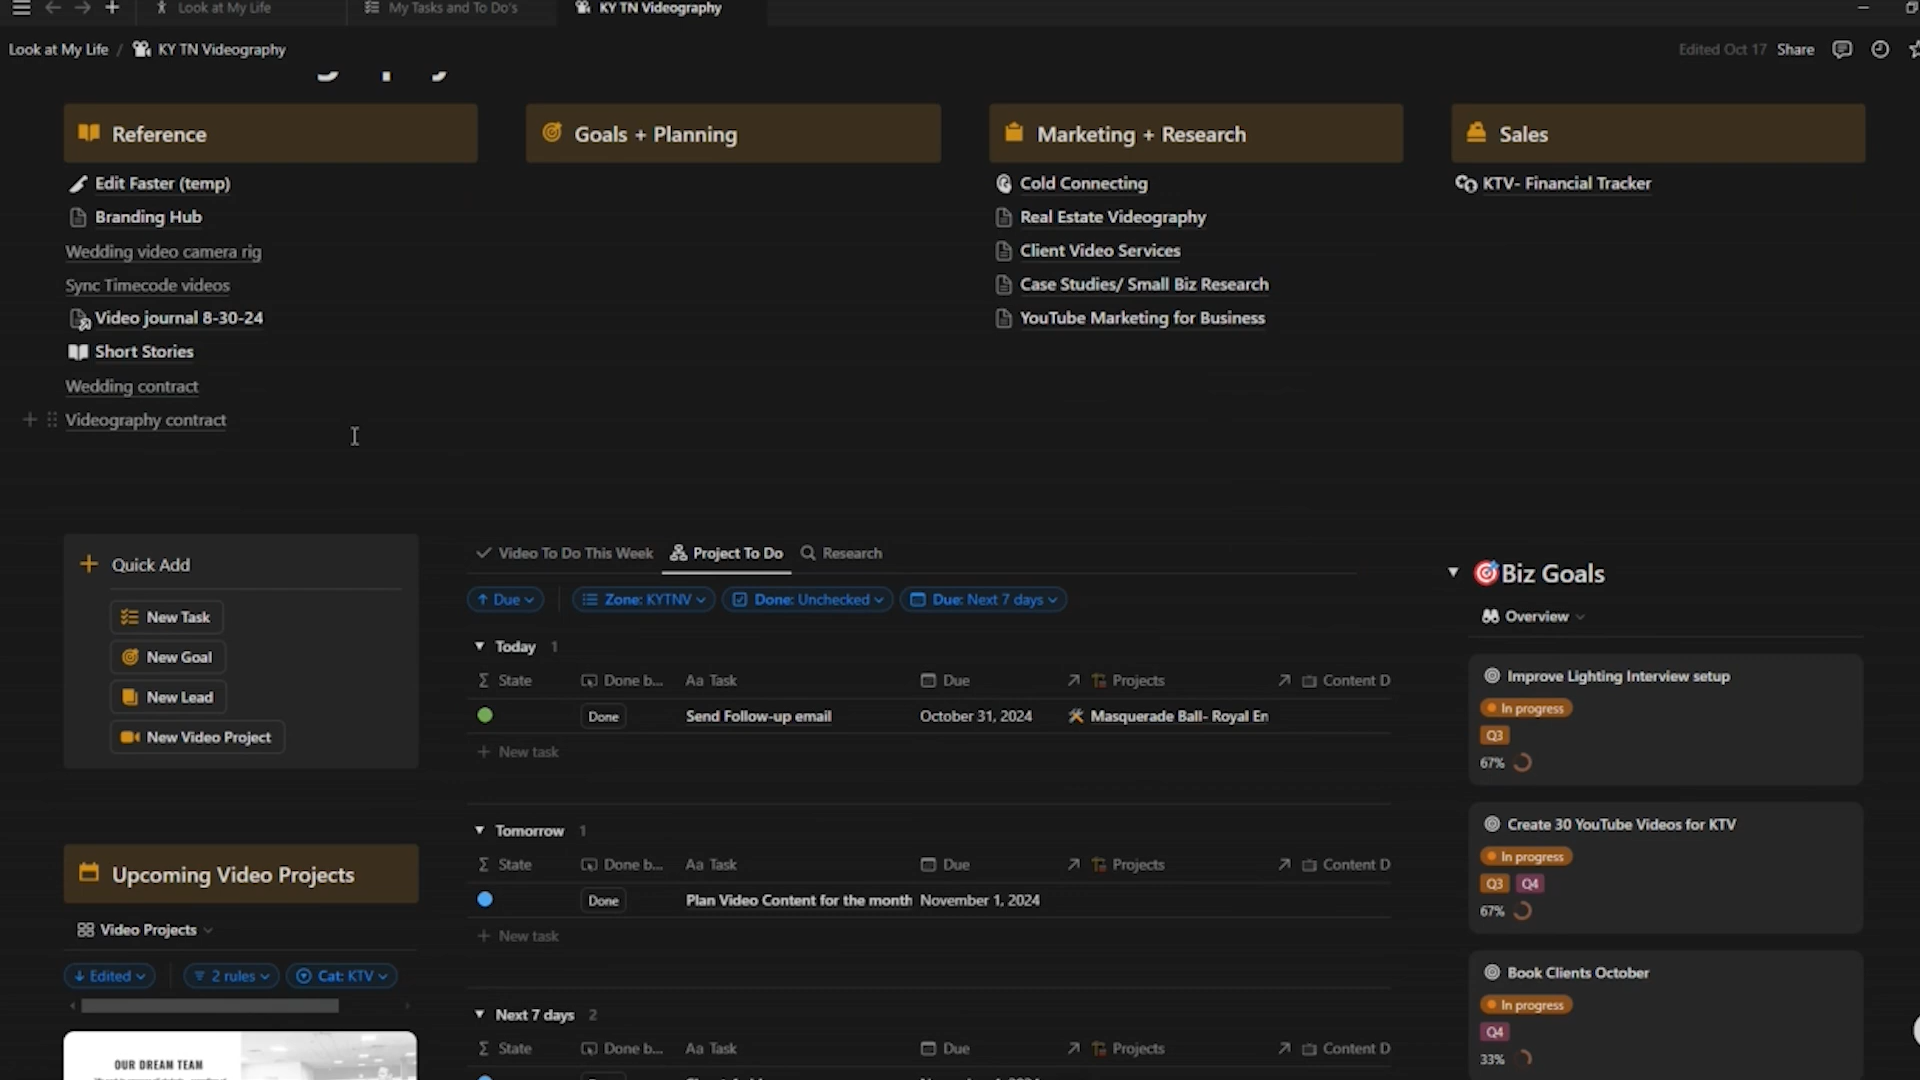 Look at My Life
My Tasks and To Do's
KY TN Videography
Look at My Life / KY TN Videography
Edited Oct 17 Share
Reference
Edit Faster (temp)
Branding Hub
Wedding video camera rig
Sync Timecode videos
Video journal 8-30-24
Short Stories
Wedding contract
Videography contract
Goals + Planning
Marketing + Research
Cold Connecting
Real Estate Videography
Client Video Services
Case Studies/ Small Biz Research
YouTube Marketing for Business
Sales
KTV- Financial Tracker
Quick Add
New Task
New Goal
New Lead
New Video Project
Upcoming Video Projects
Video Projects
Edited 2 rules Cat: KTV
OUR DREAM TEAM
Video To Do This Week Project To Do Research
Due Zone: KYTNV Done: Unchecked Due: Next 7 days
Today 1
State Done b... Aa Task Due Projects Content D
Done Send Follow-up email October 31, 2024 Masquerade Ball- Royal En
New task
Tomorrow 1
State Done b... Aa Task Due Projects Content D
Done Plan Video Content for the month November 1, 2024
New task
Next 7 days 2
State Done b... Aa Task Due Projects Content D
Biz Goals
Overview
Improve Lighting Interview setup
In progress
Q3
67%
Create 30 YouTube Videos for KTV
In progress
Q3 Q4
67%
Book Clients October
In progress
Q4
33%